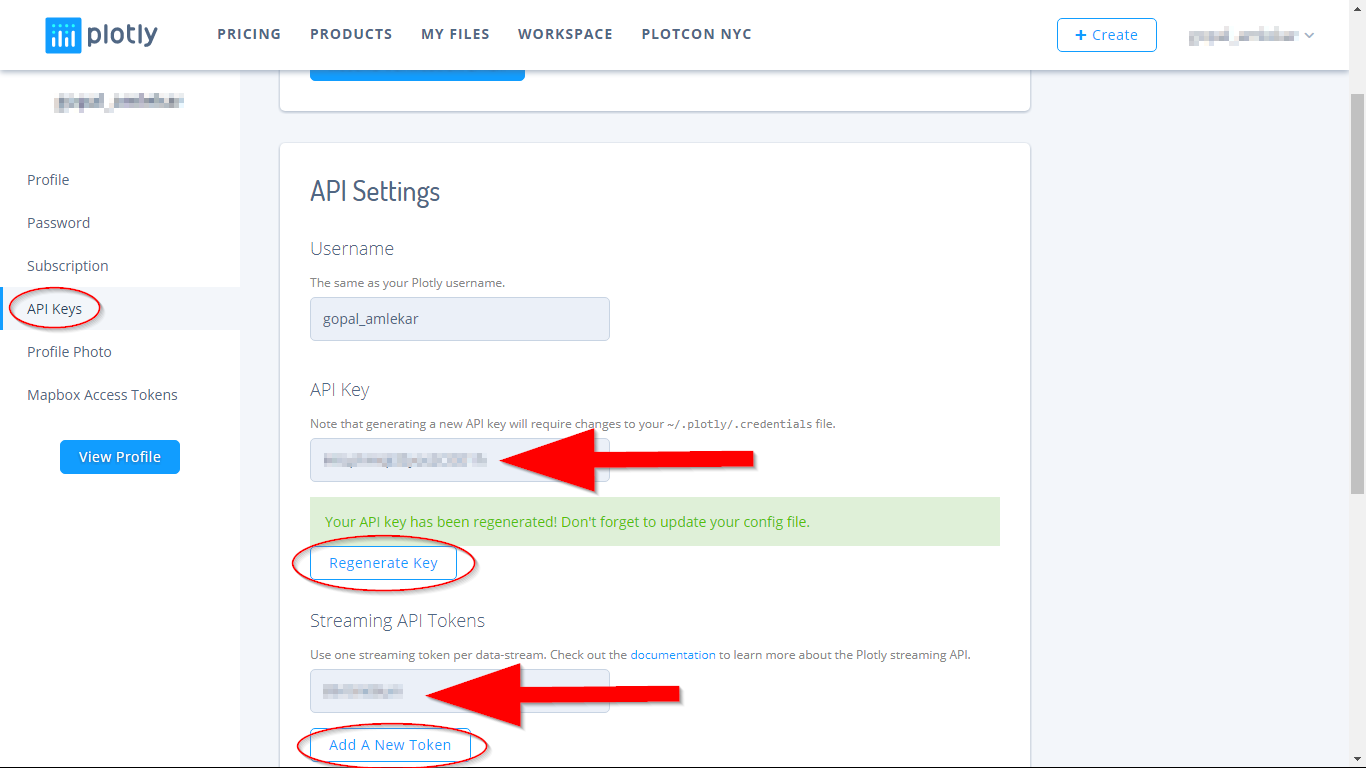 plotly PRICING PRODUCTS MY FILES WORKSPACE PLOTCON NYC + Create
Profile
Password
Subscription
API Keys
Profile Photo
Mapbox Access Tokens
View Profile
API Settings
Username
The same as your Plotly username.
gopal_amlekar
API Key
Note that generating a new API key will require changes to your ~/.plotly/.credentials file.
Your API key has been regenerated! Don't forget to update your config file.
Regenerate Key
Streaming API Tokens
Use one streaming token per data-stream. Check out the documentation to learn more about the Plotly streaming API.
Add A New Token